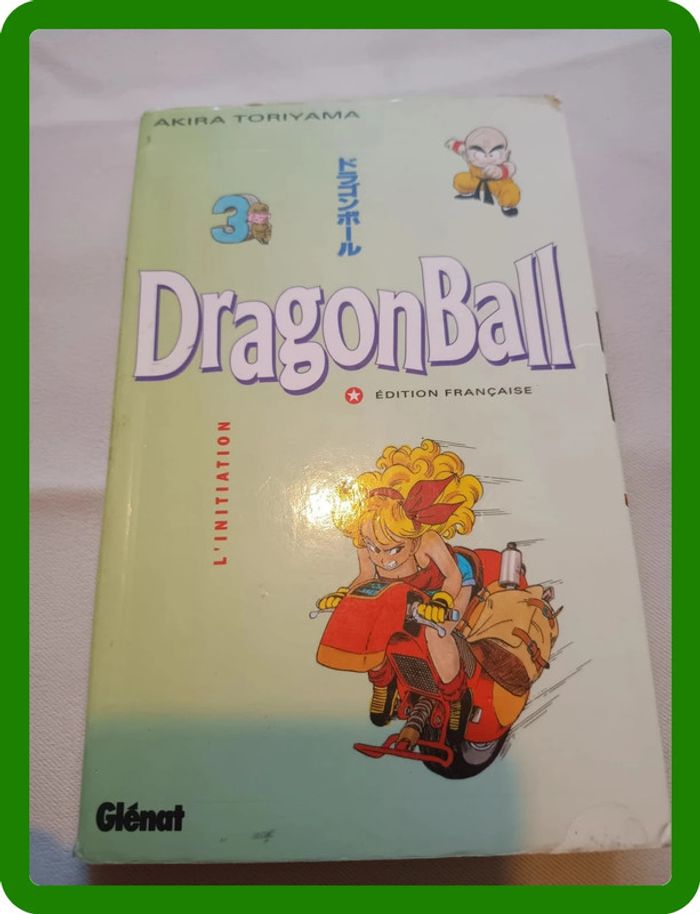 AKIRA TORIYAMA
3
ドラゴンボール
DragonBall
ÉDITION FRANÇAISE
L'INITIATION
Glénat